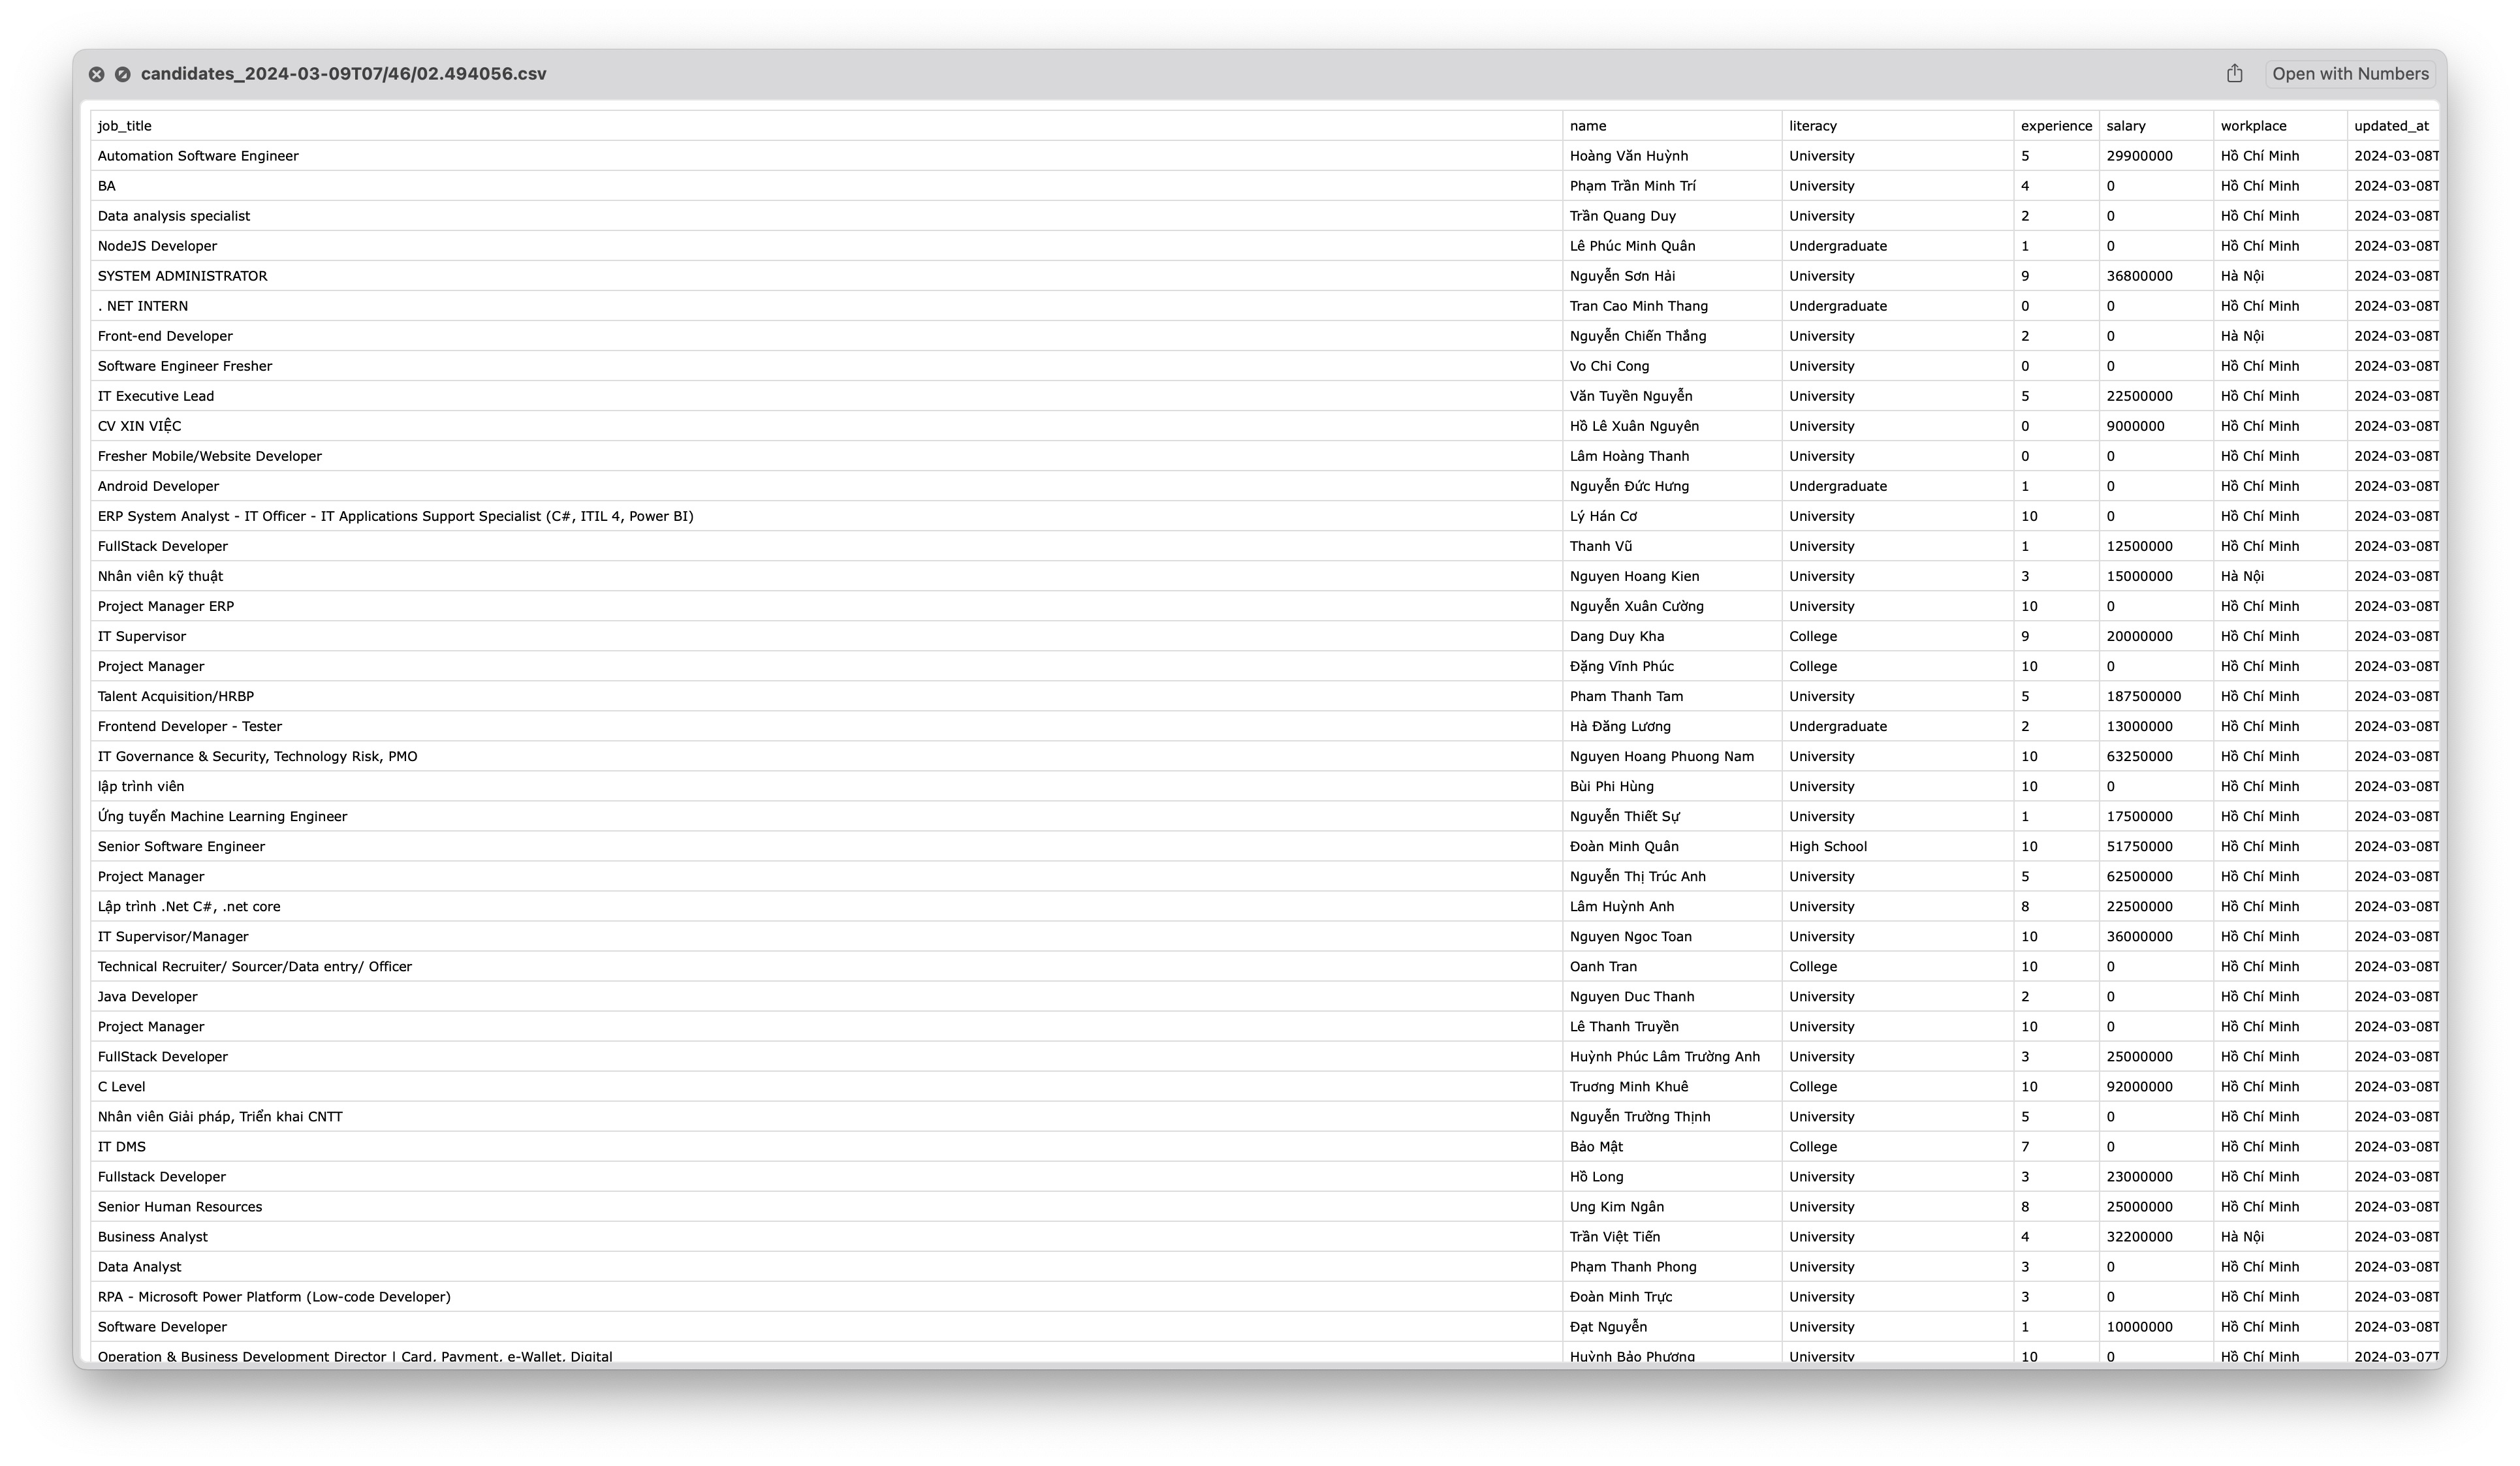 candidates_2024-03-09T07/46/02.494056.csv Open with Numbers
job_title name literacy experience salary workplace updated_at
Automation Software Engineer Hoàng Văn Huỳnh University 5 29900000 Hồ Chí Minh 2024-03-08T
BA Phạm Trần Minh Trí University 4 0 Hồ Chí Minh 2024-03-08T
Data analysis specialist Trần Quang Duy University 2 0 Hồ Chí Minh 2024-03-08T
NodeJS Developer Lê Phúc Minh Quân Undergraduate 1 0 Hồ Chí Minh 2024-03-08T
SYSTEM ADMINISTRATOR Nguyễn Sơn Hải University 9 36800000 Hà Nội 2024-03-08T
. NET INTERN Tran Cao Minh Thang Undergraduate 0 0 Hồ Chí Minh 2024-03-08T
Front-end Developer Nguyễn Chiến Thắng University 2 0 Hà Nội 2024-03-08T
Software Engineer Fresher Vo Chi Cong University 0 0 Hồ Chí Minh 2024-03-08T
IT Executive Lead Văn Tuyền Nguyễn University 5 22500000 Hồ Chí Minh 2024-03-08T
CV XIN VIỆC Hồ Lê Xuân Nguyên University 0 9000000 Hồ Chí Minh 2024-03-08T
Fresher Mobile/Website Developer Lâm Hoàng Thanh University 0 0 Hồ Chí Minh 2024-03-08T
Android Developer Nguyễn Đức Hưng Undergraduate 1 0 Hồ Chí Minh 2024-03-08T
ERP System Analyst - IT Officer - IT Applications Support Specialist (C#, ITIL 4, Power BI) Lý Hán Cơ University 10 0 Hồ Chí Minh 2024-03-08T
FullStack Developer Thanh Vũ University 1 12500000 Hồ Chí Minh 2024-03-08T
Nhân viên kỹ thuật Nguyen Hoang Kien University 3 15000000 Hà Nội 2024-03-08T
Project Manager ERP Nguyễn Xuân Cường University 10 0 Hồ Chí Minh 2024-03-08T
IT Supervisor Dang Duy Kha College 9 20000000 Hồ Chí Minh 2024-03-08T
Project Manager Đặng Vĩnh Phúc College 10 0 Hồ Chí Minh 2024-03-08T
Talent Acquisition/HRBP Pham Thanh Tam University 5 187500000 Hồ Chí Minh 2024-03-08T
Frontend Developer - Tester Hà Đăng Lương Undergraduate 2 13000000 Hồ Chí Minh 2024-03-08T
IT Governance & Security, Technology Risk, PMO Nguyen Hoang Phuong Nam University 10 63250000 Hồ Chí Minh 2024-03-08T
lập trình viên Bùi Phi Hùng University 10 0 Hồ Chí Minh 2024-03-08T
Ứng tuyển Machine Learning Engineer Nguyễn Thiết Sự University 1 17500000 Hồ Chí Minh 2024-03-08T
Senior Software Engineer Đoàn Minh Quân High School 10 51750000 Hồ Chí Minh 2024-03-08T
Project Manager Nguyễn Thị Trúc Anh University 5 62500000 Hồ Chí Minh 2024-03-08T
Lập trình .Net C#, .net core Lâm Huỳnh Anh University 8 22500000 Hồ Chí Minh 2024-03-08T
IT Supervisor/Manager Nguyen Ngoc Toan University 10 36000000 Hồ Chí Minh 2024-03-08T
Technical Recruiter/ Sourcer/Data entry/ Officer Oanh Tran College 10 0 Hồ Chí Minh 2024-03-08T
Java Developer Nguyen Duc Thanh University 2 0 Hồ Chí Minh 2024-03-08T
Project Manager Lê Thanh Truyền University 10 0 Hồ Chí Minh 2024-03-08T
FullStack Developer Huỳnh Phúc Lâm Trường Anh University 3 25000000 Hồ Chí Minh 2024-03-08T
C Level Truơng Minh Khuê College 10 92000000 Hồ Chí Minh 2024-03-08T
Nhân viên Giải pháp, Triển khai CNTT Nguyễn Trường Thịnh University 5 0 Hồ Chí Minh 2024-03-08T
IT DMS Bảo Mật College 7 0 Hồ Chí Minh 2024-03-08T
Fullstack Developer Hồ Long University 3 23000000 Hồ Chí Minh 2024-03-08T
Senior Human Resources Ung Kim Ngân University 8 25000000 Hồ Chí Minh 2024-03-08T
Business Analyst Trần Việt Tiến University 4 32200000 Hà Nội 2024-03-08T
Data Analyst Phạm Thanh Phong University 3 0 Hồ Chí Minh 2024-03-08T
RPA - Microsoft Power Platform (Low-code Developer) Đoàn Minh Trực University 3 0 Hồ Chí Minh 2024-03-08T
Software Developer Đạt Nguyễn University 1 10000000 Hồ Chí Minh 2024-03-08T
Operation & Business Development Director | Card, Payment, e-Wallet, Digital Huỳnh Bảo Phương University 10 0 Hồ Chí Minh 2024-03-07T